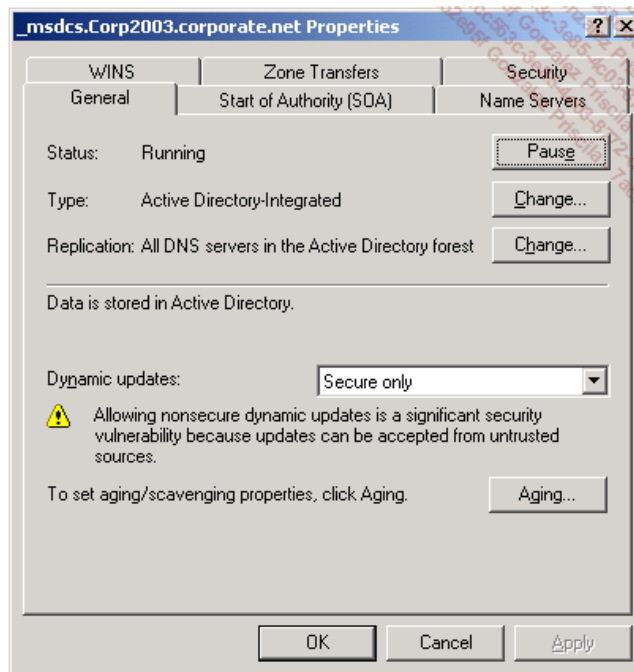 _msdcs.Corp2003.corporate.net Properties
WINS
Zone Transfers
Security
General
Start of Authority (SOA)
Name Servers
Status: Running
Pause
Type: Active Directory-Integrated
Change...
Replication: All DNS servers in the Active Directory forest
Change...
Data is stored in Active Directory.
Dynamic updates:
Secure only
Allowing nonsecure dynamic updates is a significant security
vulnerability because updates can be accepted from untrusted
sources.
To set aging/scavenging properties, click Aging.
Aging...
OK
Cancel
Apply